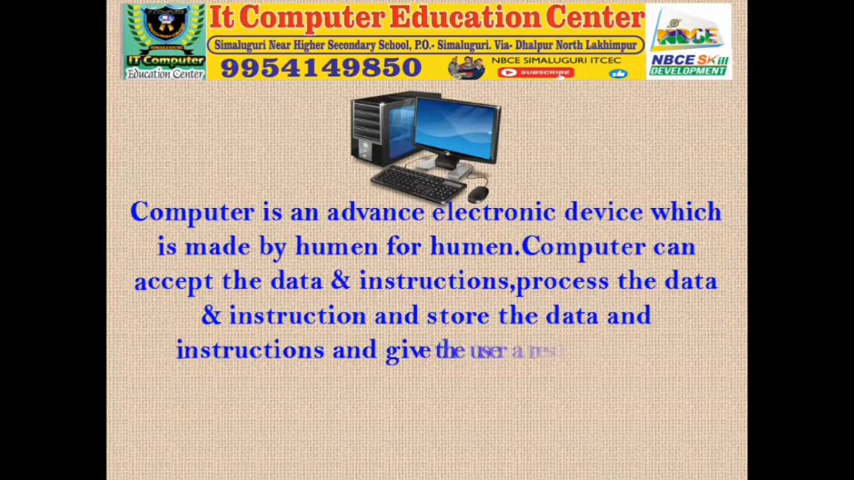 It Computer Education Center
Simaluguri Near Higher Secondary School, P.O.- Simaluguri. Via- Dhalpur North Lakhimpur
9954149850
NBCE SIMALUGURI ITCEC
SUBSCRIBE
IT Computer
Education Center
NBCE
NBCE Skill
DEVELOPMENT
Computer is an advance electronic device which
is made by humen for humen.Computer can
accept the data & instructions,process the data
& instruction and store the data and
instructions and give the user a res